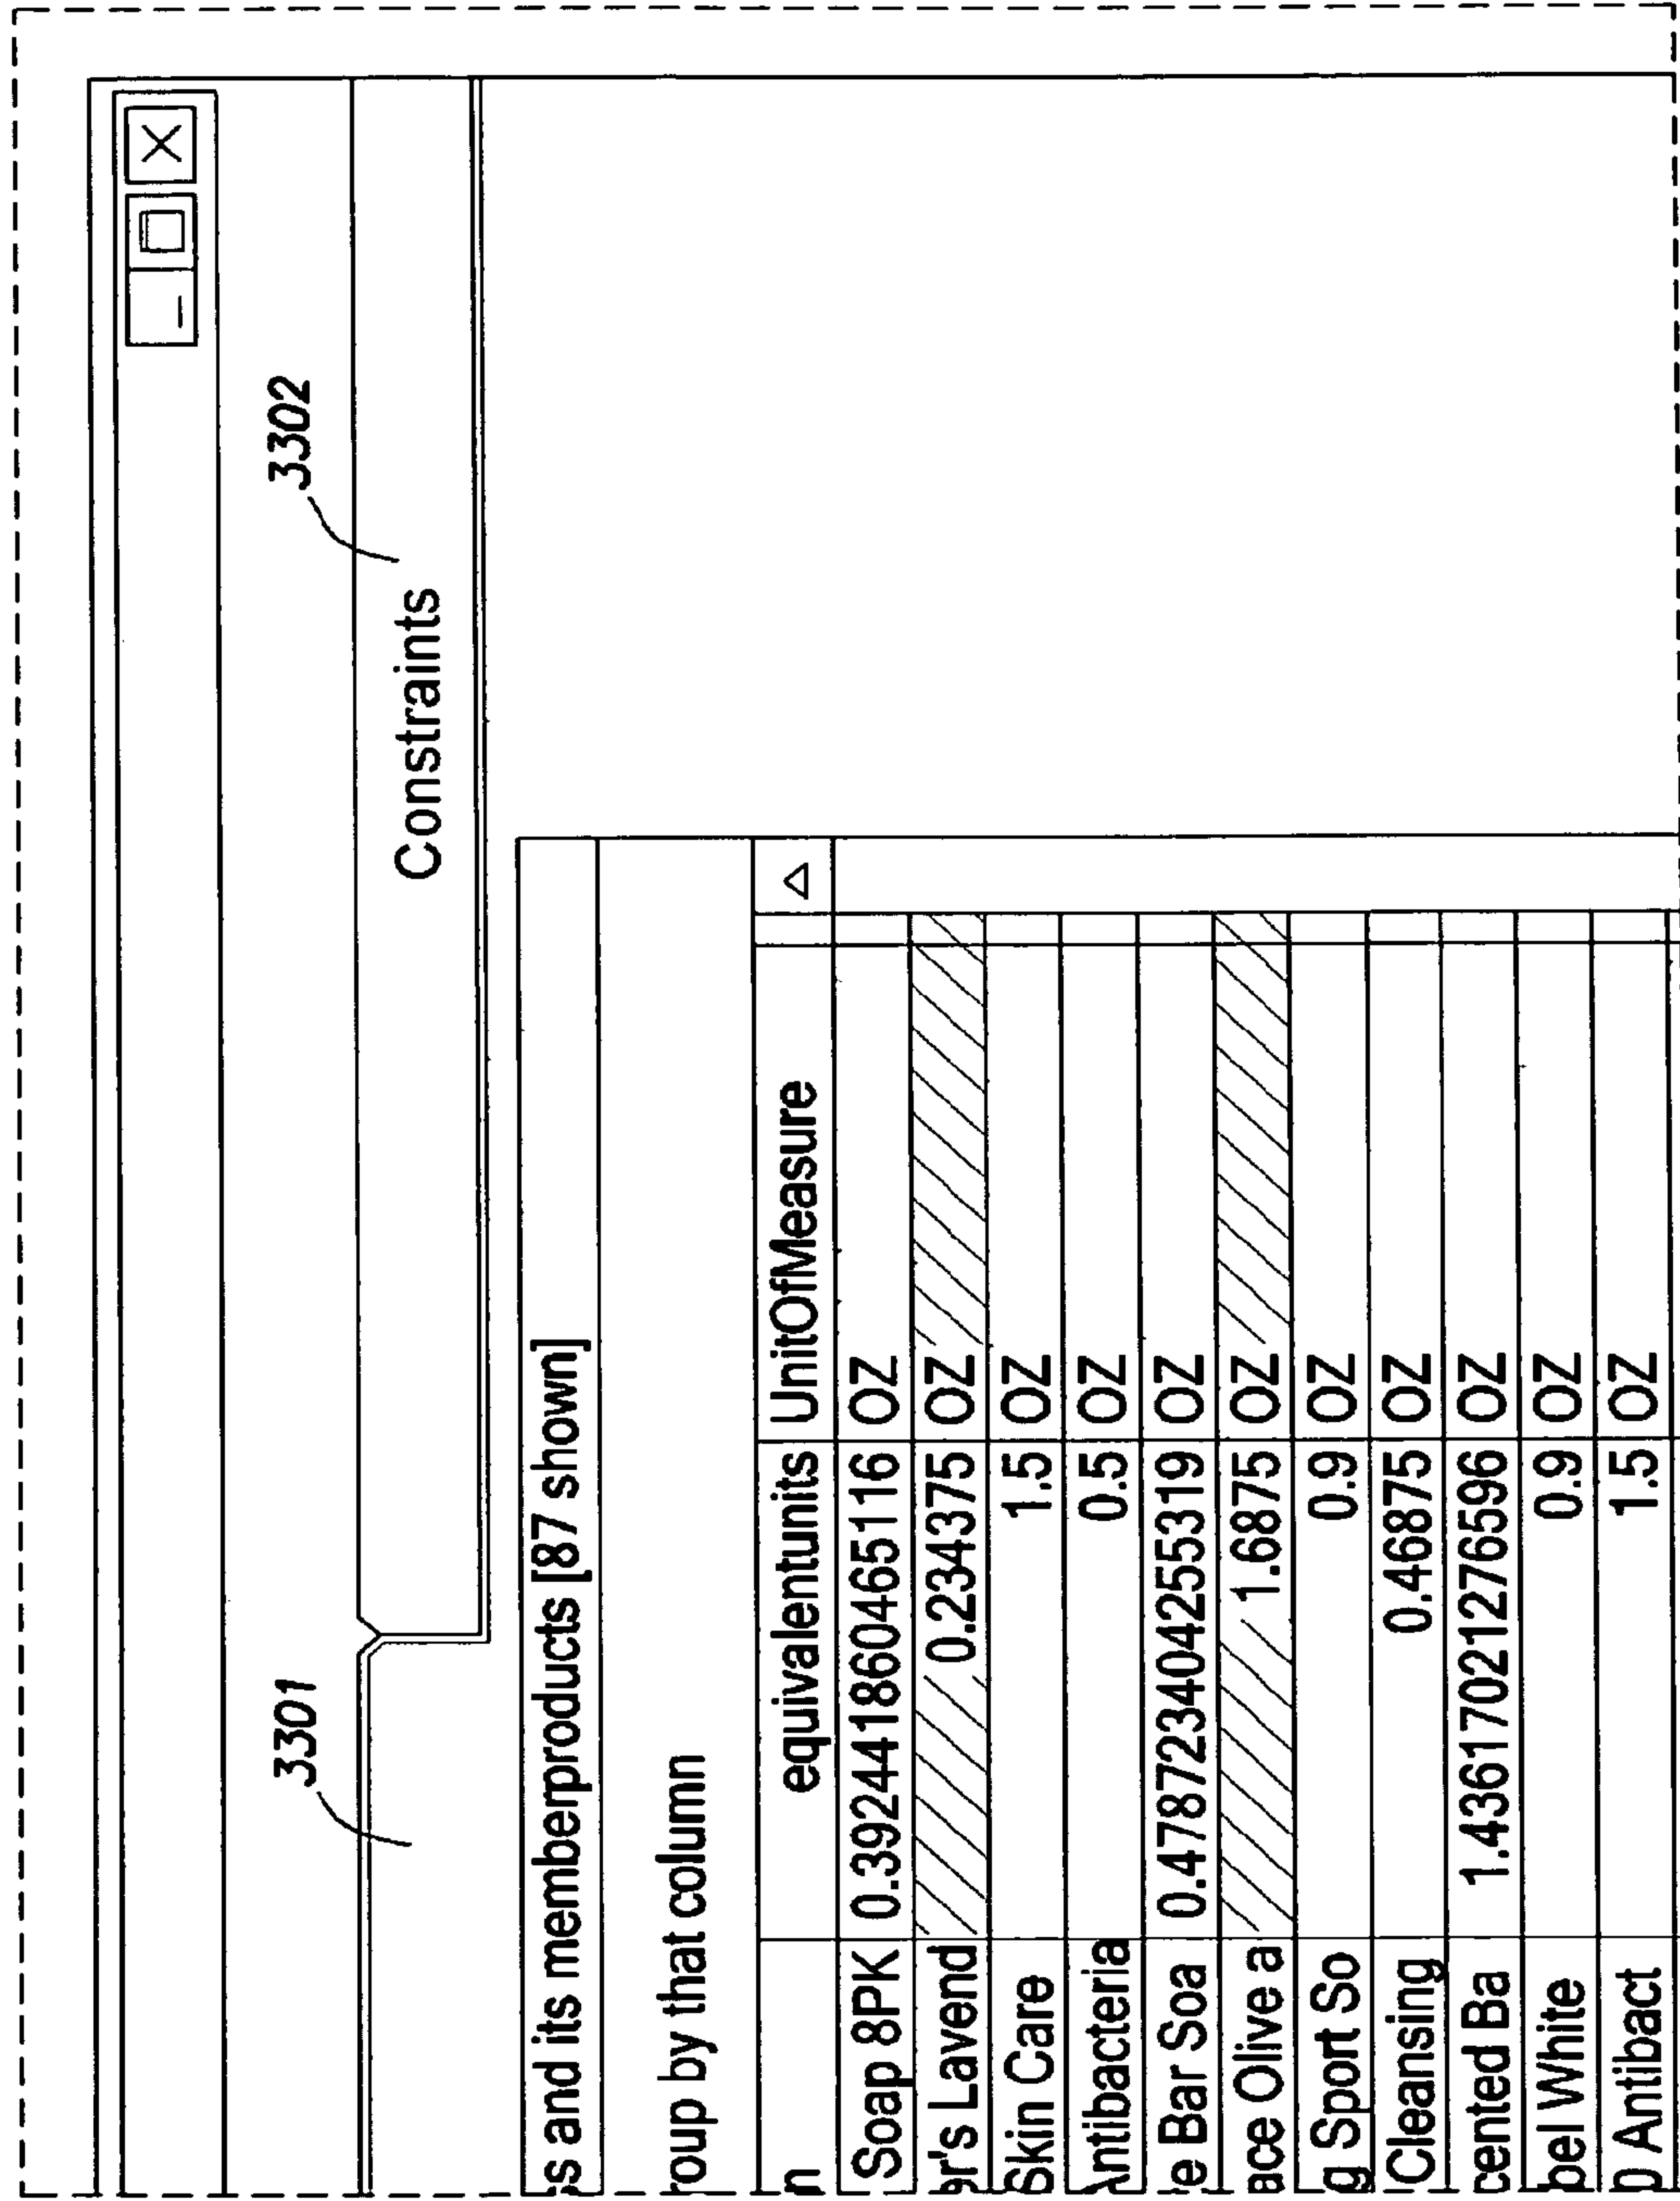 3301
3302
Constraints
es and its memberproducts [87 shown]
roup by that column
n equivalentunits UnitOfMeasure
Soap 8PK 0.392441860465116 OZ
er's Lavend 0.234375 OZ
Skin Care 1.5 OZ
Antibacteria 0.5 OZ
e Bar Soa 0.478723404255319 OZ
ace Olive a 1.6875 OZ
g Sport So 0.9 OZ
Cleansing 0.46875 OZ
cented Ba 1.43617021276596 OZ
bel White 0.9 OZ
D Antibact 1.5 OZ